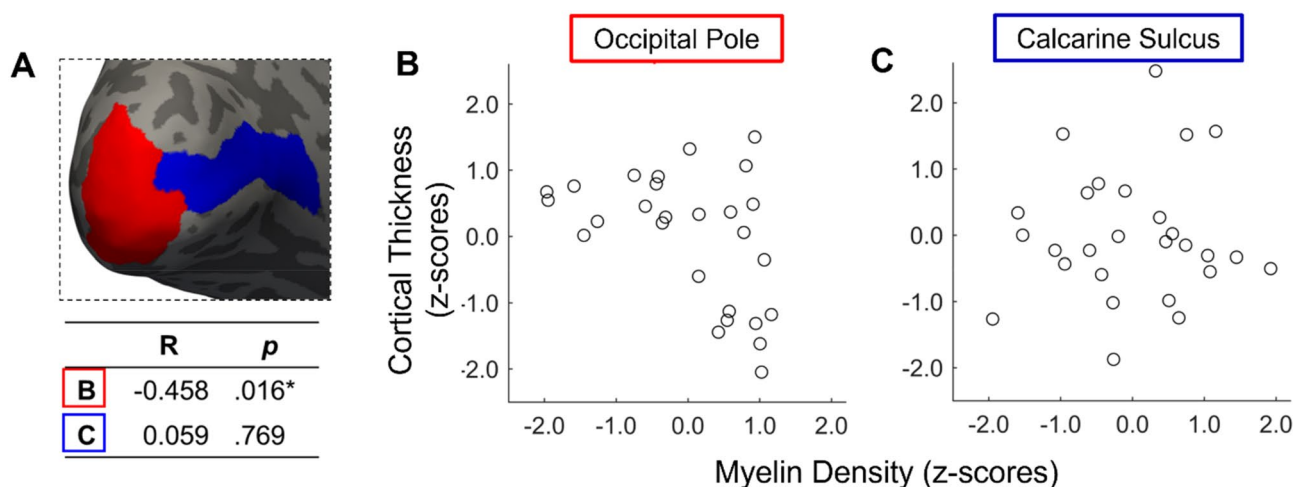 A
R p
B -0.458 .016*
C 0.059 .769
B
Occipital Pole
Cortical Thickness
(z-scores)
2.0
1.0
0.0
-1.0
-2.0
-2.0 -1.0 0.0 1.0 2.0
C
Calcarine Sulcus
2.0
1.0
0.0
-1.0
-2.0
-2.0 -1.0 0.0 1.0 2.0
Myelin Density (z-scores)